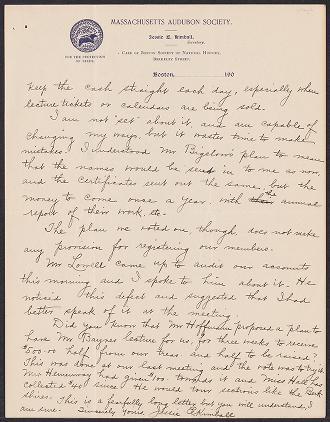 MASSACHUSETTS AUDUBON SOCIETY.
Jessie E. Kimball,
Secretary.
Care of Boston Society of Natural History,
Berkeley Street.
FOR THE PROTECTION
OF BIRDS.
Boston, 190
keep the cash straight each day, especially when
lecture tickets or calendars are being sold.
I am not "set" about it and am capable of
changing my ways, but it wastes time to make
mistakes. I understood Mr Bigelow's plan to mean
that the names would be send in to me as now,
and the certificates sent out the same, but the
money to come once a year, with the annual
report of their work, etc.
The plan we voted on, though, does not make
any provision for registering our members.
Mr Lowell came up to audit our accounts
this morning and I spoke to him about it. He
noticed this defect and suggested that I had
better speak of it at the meeting.
Did you know that Mr Hoffmann proposed a plan to
have Mr Baynes lecture for us, for three weeks to receive
$500.00 half from our treas. and half to be raised?
This was done at our last meeting and the vote was to try it.
Mr Hemenway had given $100 towards it and Miss Hall has
collected $40 since. He would tour sections like the Berk-
shires. This is a fearfully long letter but you will understand, I
am sure. Sincerely Yours Jessie E. Kimball